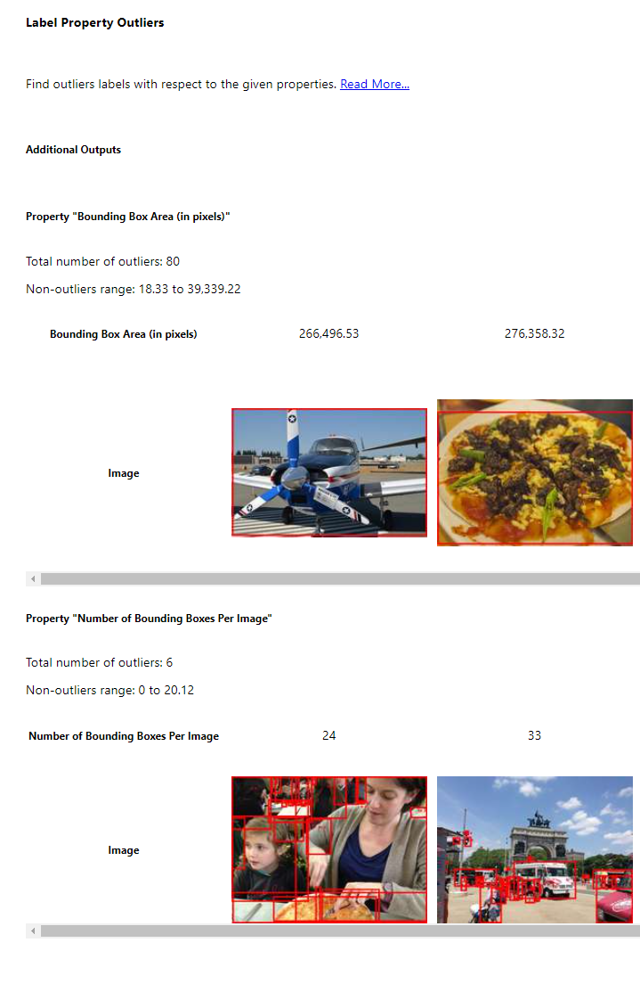 Label Property Outliers
Find outliers labels with respect to the given properties. Read More...
Additional Outputs
Property "Bounding Box Area (in pixels)"
Total number of outliers: 80
Non-outliers range: 18.33 to 39,339.22
Bounding Box Area (in pixels) 266,496.53 276,358.32
Image
Property "Number of Bounding Boxes Per Image"
Total number of outliers: 6
Non-outliers range: 0 to 20.12
Number of Bounding Boxes Per Image 24 33
Image